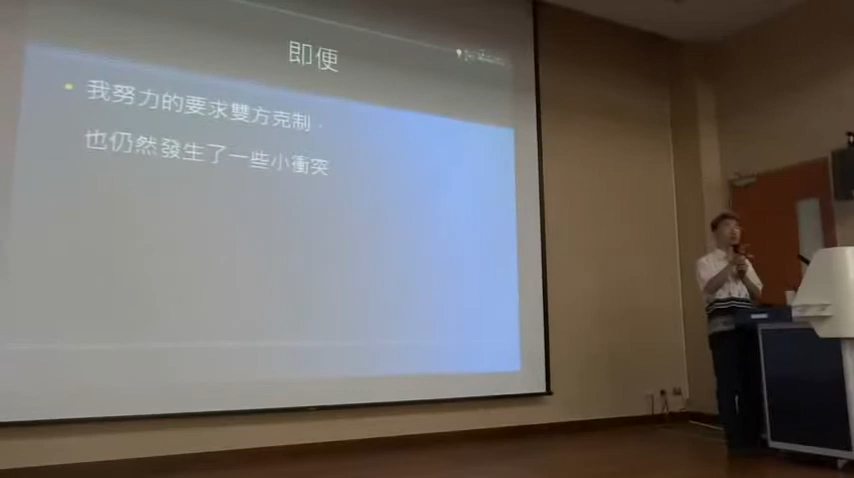 即便
我努力的要求雙方克制，
也仍然發生了一些小衝突